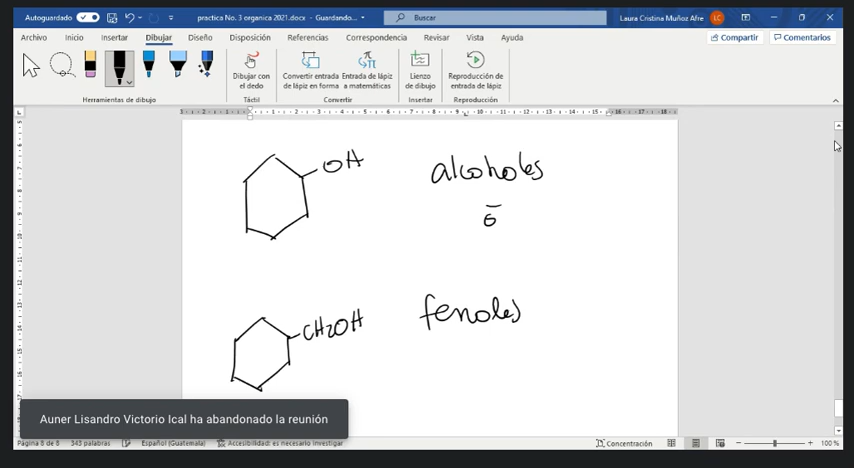 Autoguardado
practica No. 3 organica 2021.docx - Guardando...
Buscar
Laura Cristina Muñoz Afre
LC
Archivo Inicio Insertar Dibujar Diseño Disposición Referencias Correspondencia Revisar Vista Ayuda
Compartir
Comentarios
Dibujar con el dedo
Convertir entrada de lápiz en forma
Entrada de lápiz a matemáticas
Lienzo de dibujo
Reproducción de entrada de lápiz
Herramientas de dibujo
Táctil
Convertir
Insertar
Reproducción
OH
alcoholes
ó
CH2OH
fenoles
Auner Lisandro Victorio Ical ha abandonado la reunión
Página 8 de 8 343 palabras Español (Guatemala) Accesibilidad: es necesario investigar
Concentración
100 %